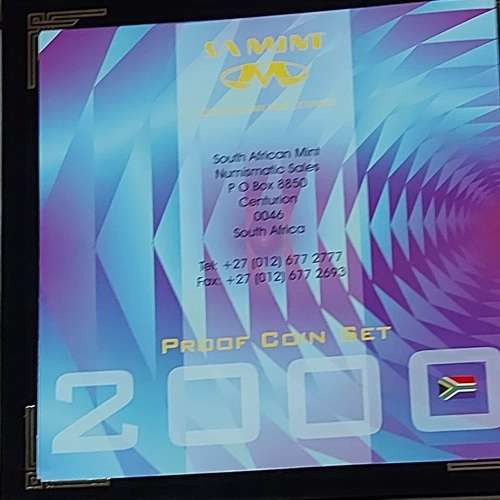 SA MINT
South African Mint
Numismatic Sales
P O Box 8850
Centurion
0046
South Africa
Tel: +27 (012) 677 2777
Fax: +27 (012) 677 2693
PROOF COIN SET
2000